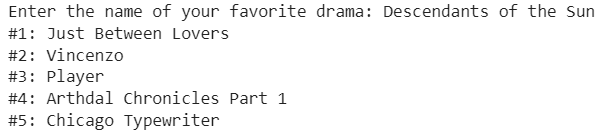 Enter the name of your favorite drama: Descendants of the Sun
#1: Just Between Lovers
#2: Vincenzo
#3: Player
#4: Arthdal Chronicles Part 1
#5: Chicago Typewriter